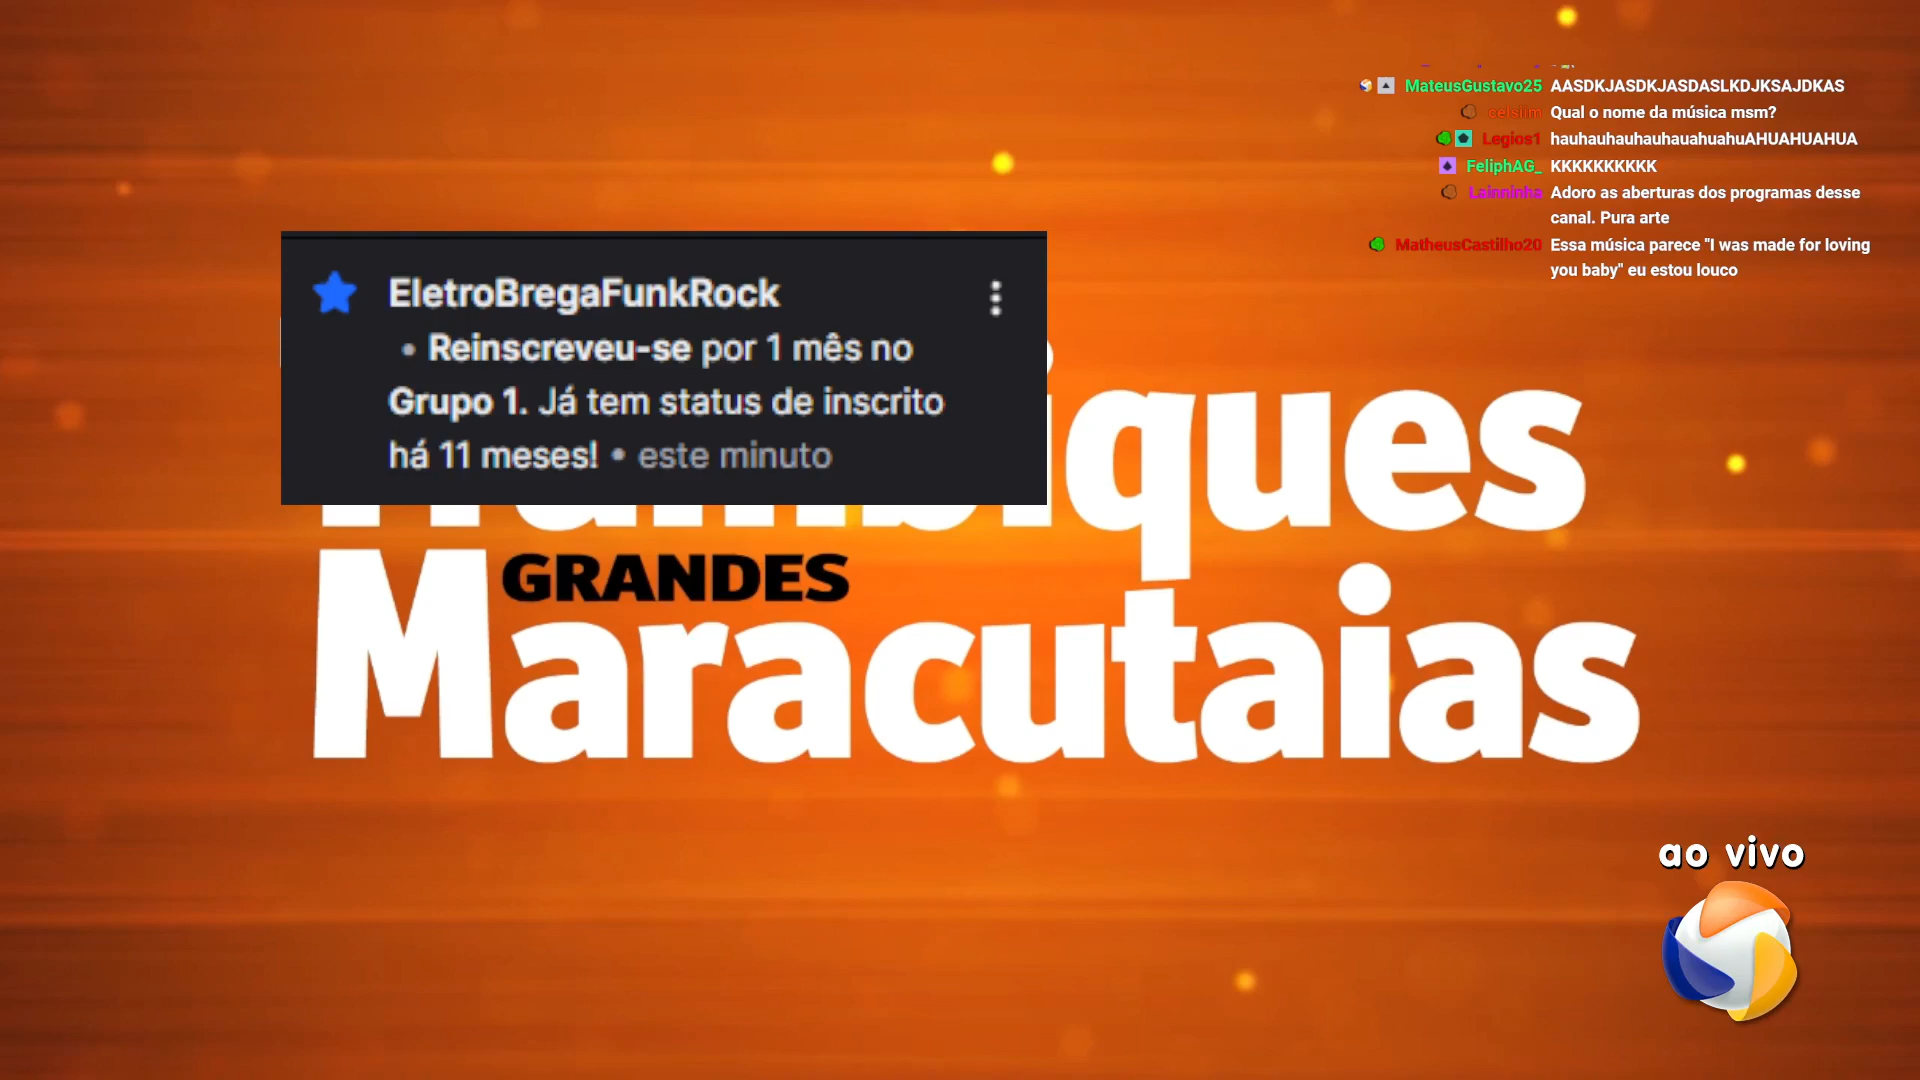 MateusGustavo25 AASDKJASDKJASDASLKDJKSAJDKAS
celslim Qual o nome da música msm?
Legios1 hauhauhauhauhauahuahuAHUAHUAHUA
FeliphAG_ KKKKKKKKKK
Lainninha Adoro as aberturas dos programas desse
canal. Pura arte
MatheusCastilho20 Essa música parece "I was made for loving
you baby" eu estou louco
EletroBregaFunkRock
• Reinscreveu-se por 1 mês no
Grupo 1. Já tem status de inscrito
há 11 meses! • este minuto
iques
GRANDES
Maracutaias
ao vivo